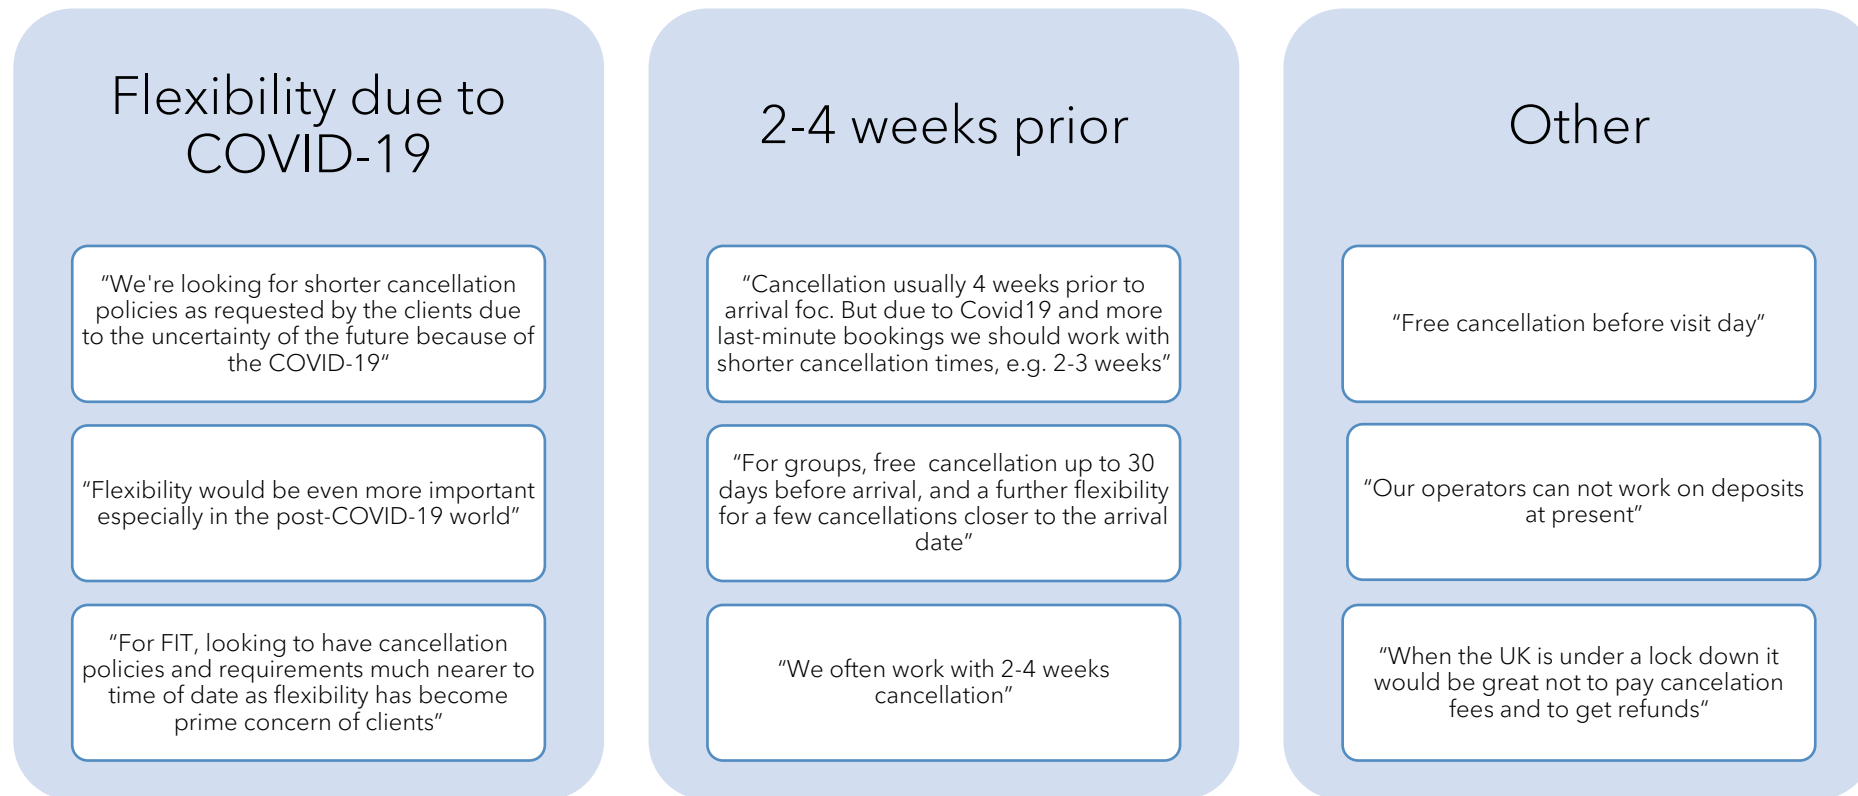 Flexibility due to
COVID-19
“We're looking for shorter cancellation
policies as requested by the clients due
to the uncertainty of the future because of
the COVID-19“
“Flexibility would be even more important
especially in the post-COVID-19 world”
“For FIT, looking to have cancellation
policies and requirements much nearer to
time of date as flexibility has become
prime concern of clients”
2-4 weeks prior
“Cancellation usually 4 weeks prior to
arrival foc. But due to Covid19 and more
last-minute bookings we should work with
shorter cancellation times, e.g. 2-3 weeks”
“For groups, free  cancellation up to 30
days before arrival, and a further flexibility
for a few cancellations closer to the arrival
date”
“We often work with 2-4 weeks
cancellation”
Other
“Free cancellation before visit day”
“Our operators can not work on deposits
at present”
“When the UK is under a lock down it
would be great not to pay cancelation
fees and to get refunds“